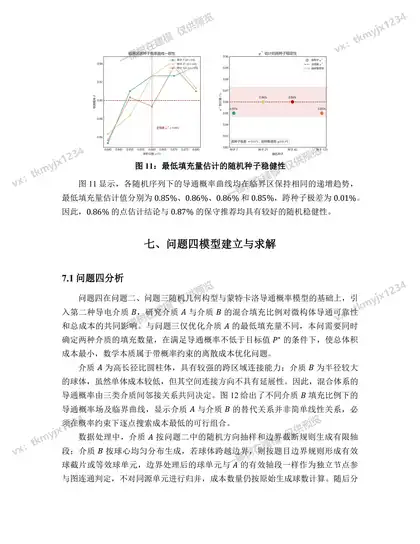 图 11：最低填充量估计的随机种子稳健性
图 11 显示，各随机序列下的导通概率曲线均在临界区保持相同的递增趋势，
最低填充量估计值分别为 0.85%、0.86%、0.86% 和 0.85%，跨种子极差为 0.01%。
因此，0.86% 的点估计结论与 0.87% 的保守推荐均具有较好的随机稳健性。
七、问题四模型建立与求解
7.1 问题四分析
问题四在问题二、问题三随机几何构型与蒙特卡洛导通概率模型的基础上，引
入第二种导电介质 B，研究介质 A 与介质 B 的混合填充比例对微构体导通可靠性
和总成本的共同影响。与问题三仅优化介质 A 的最低填充量不同，本问需要同时
确定两种介质的填充数量，在满足导通概率不低于目标值 P* 的条件下，使总体积
成本最小，数学本质属于带概率约束的离散成本优化问题。
介质 A 为高长径比圆柱体，具有较强的跨区域连接能力；介质 B 为半径较大
的球体，虽然单体成本较低，但其空间连接方向不具有延展性。因此，混合体系的
导通概率由三类介质间邻接关系共同决定。图 12 给出了不同介质 B 填充比例下的
导通概率场及临界曲线，显示介质 A 与介质 B 的替代关系并非简单线性关系，必
须在概率约束下逐点搜索成本最低的可行组合。
数据处理中，介质 A 按问题二中的随机方向抽样和边界截断规则生成有限轴
段；介质 B 按球心均匀分布生成，若球体跨越边界，则按题目边界规则形成有效
球截片或等效球单元，边界处理后的球单元与 A 的有效轴段一样作为独立节点参
与图连通判定，不对同源单元进行归并，成本数量仍按原始生成球数计算。随后分
vx: tkmyjx1234
vx: tkmyjx1234
vx: tkmyjx1234
vx: tkmyjx1234